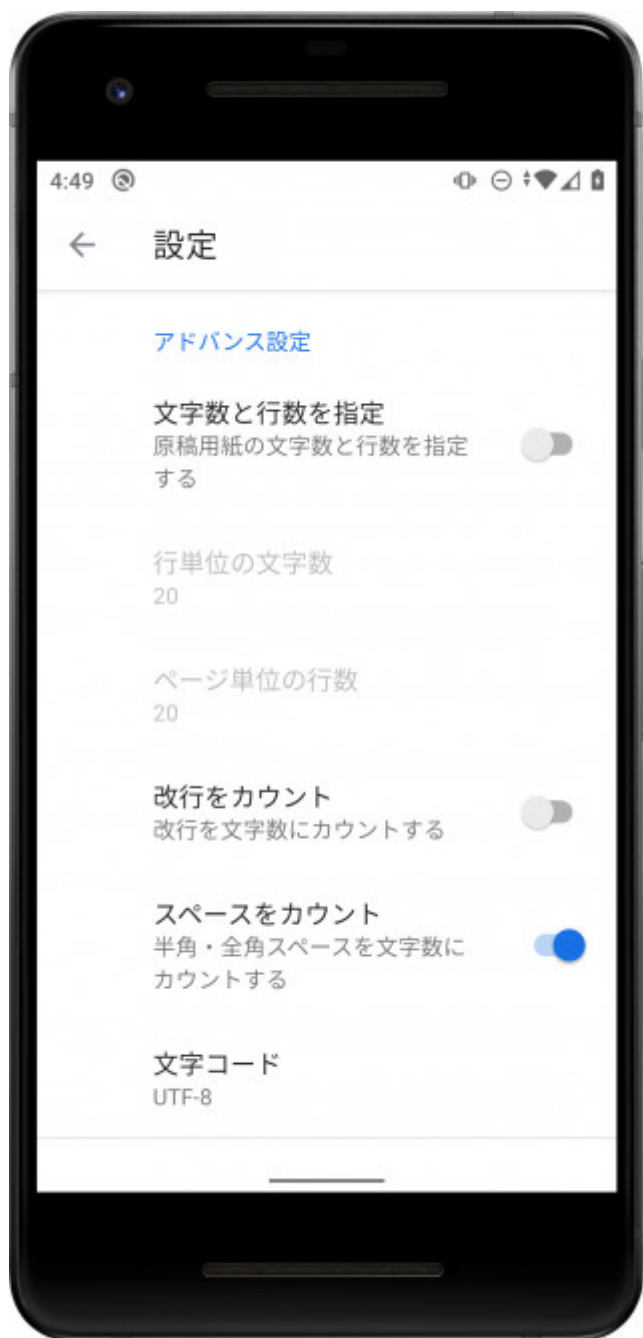 4:49
設定
アドバンス設定
文字数と行数を指定
原稿用紙の文字数と行数を指定
する
行単位の文字数
20
ページ単位の行数
20
改行をカウント
改行を文字数にカウントする
スペースをカウント
半角・全角スペースを文字数に
カウントする
文字コード
UTF-8